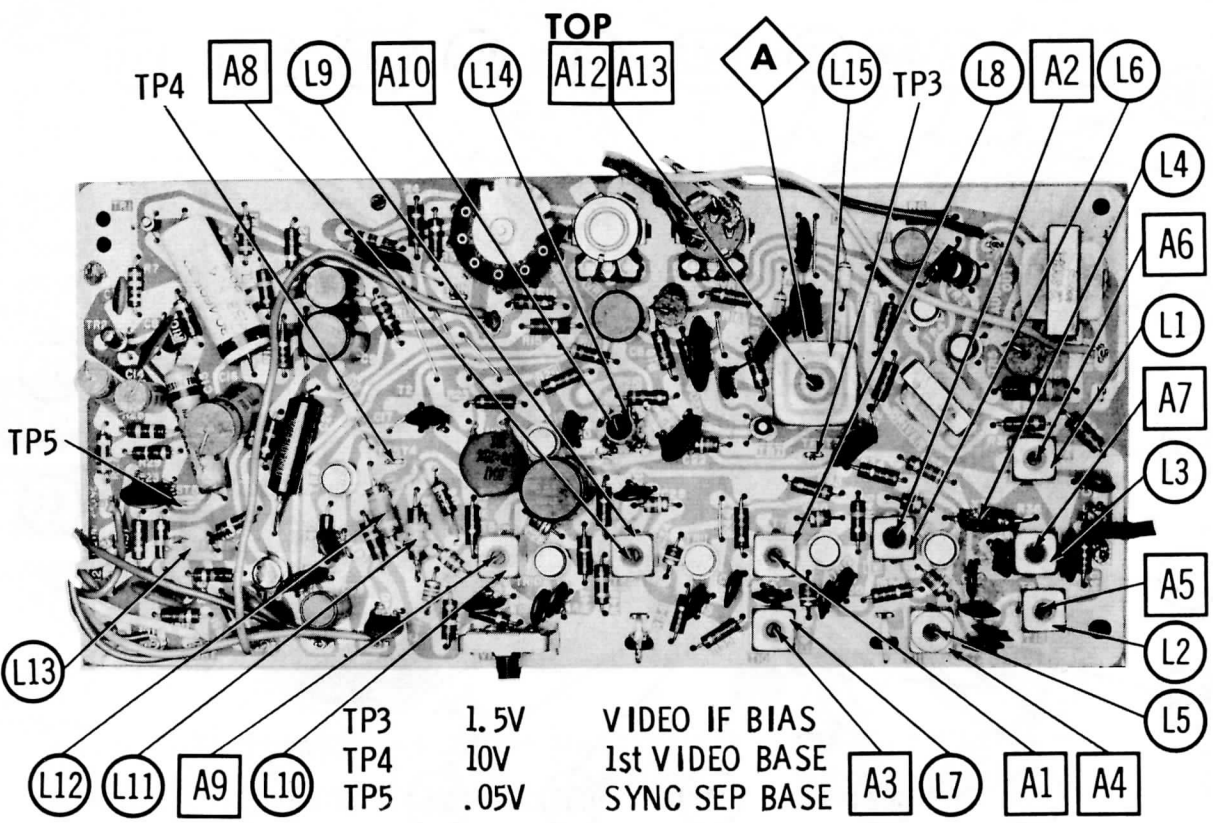 TOP
TP4 A8 L9 A10 L14 A12 A13 A L15 TP3 L8 A2 L6
L4
A6
L1
A7
TP5
L3
A5
L13
L2
L5
L12 L11 A9 L10
A3 L7 A1 A4
TP3 1.5V VIDEO IF BIAS
TP4 10V 1st VIDEO BASE
TP5 .05V SYNC SEP BASE